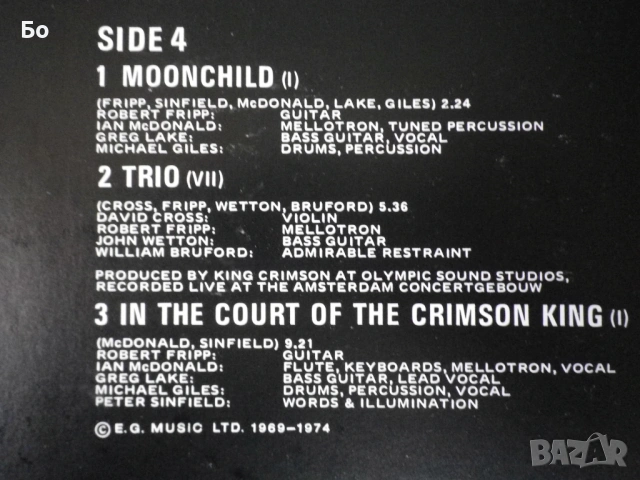 Бо
SIDE 4
1 MOONCHILD (I)
(FRIPP, SINFIELD, McDONALD, LAKE, GILES) 2.24
ROBERT FRIPP: GUITAR
IAN McDONALD: MELLOTRON, TUNED PERCUSSION
GREG LAKE: BASS GUITAR, VOCAL
MICHAEL GILES: DRUMS, PERCUSSION
2 TRIO (VII)
(CROSS, FRIPP, WETTON, BRUFORD) 5.36
DAVID CROSS: VIOLIN
ROBERT FRIPP: MELLOTRON
JOHN WETTON: BASS GUITAR
WILLIAM BRUFORD: ADMIRABLE RESTRAINT
PRODUCED BY KING CRIMSON AT OLYMPIC SOUND STUDIOS,
RECORDED LIVE AT THE AMSTERDAM CONCERTGEBOUW
3 IN THE COURT OF THE CRIMSON KING (I)
(McDONALD, SINFIELD) 9.21
ROBERT FRIPP: GUITAR
IAN McDONALD: FLUTE, KEYBOARDS, MELLOTRON, VOCAL
GREG LAKE: BASS GUITAR, LEAD VOCAL
MICHAEL GILES: DRUMS, PERCUSSION, VOCAL
PETER SINFIELD: WORDS & ILLUMINATION
© E.G. MUSIC LTD. 1969–1974
BAZAR